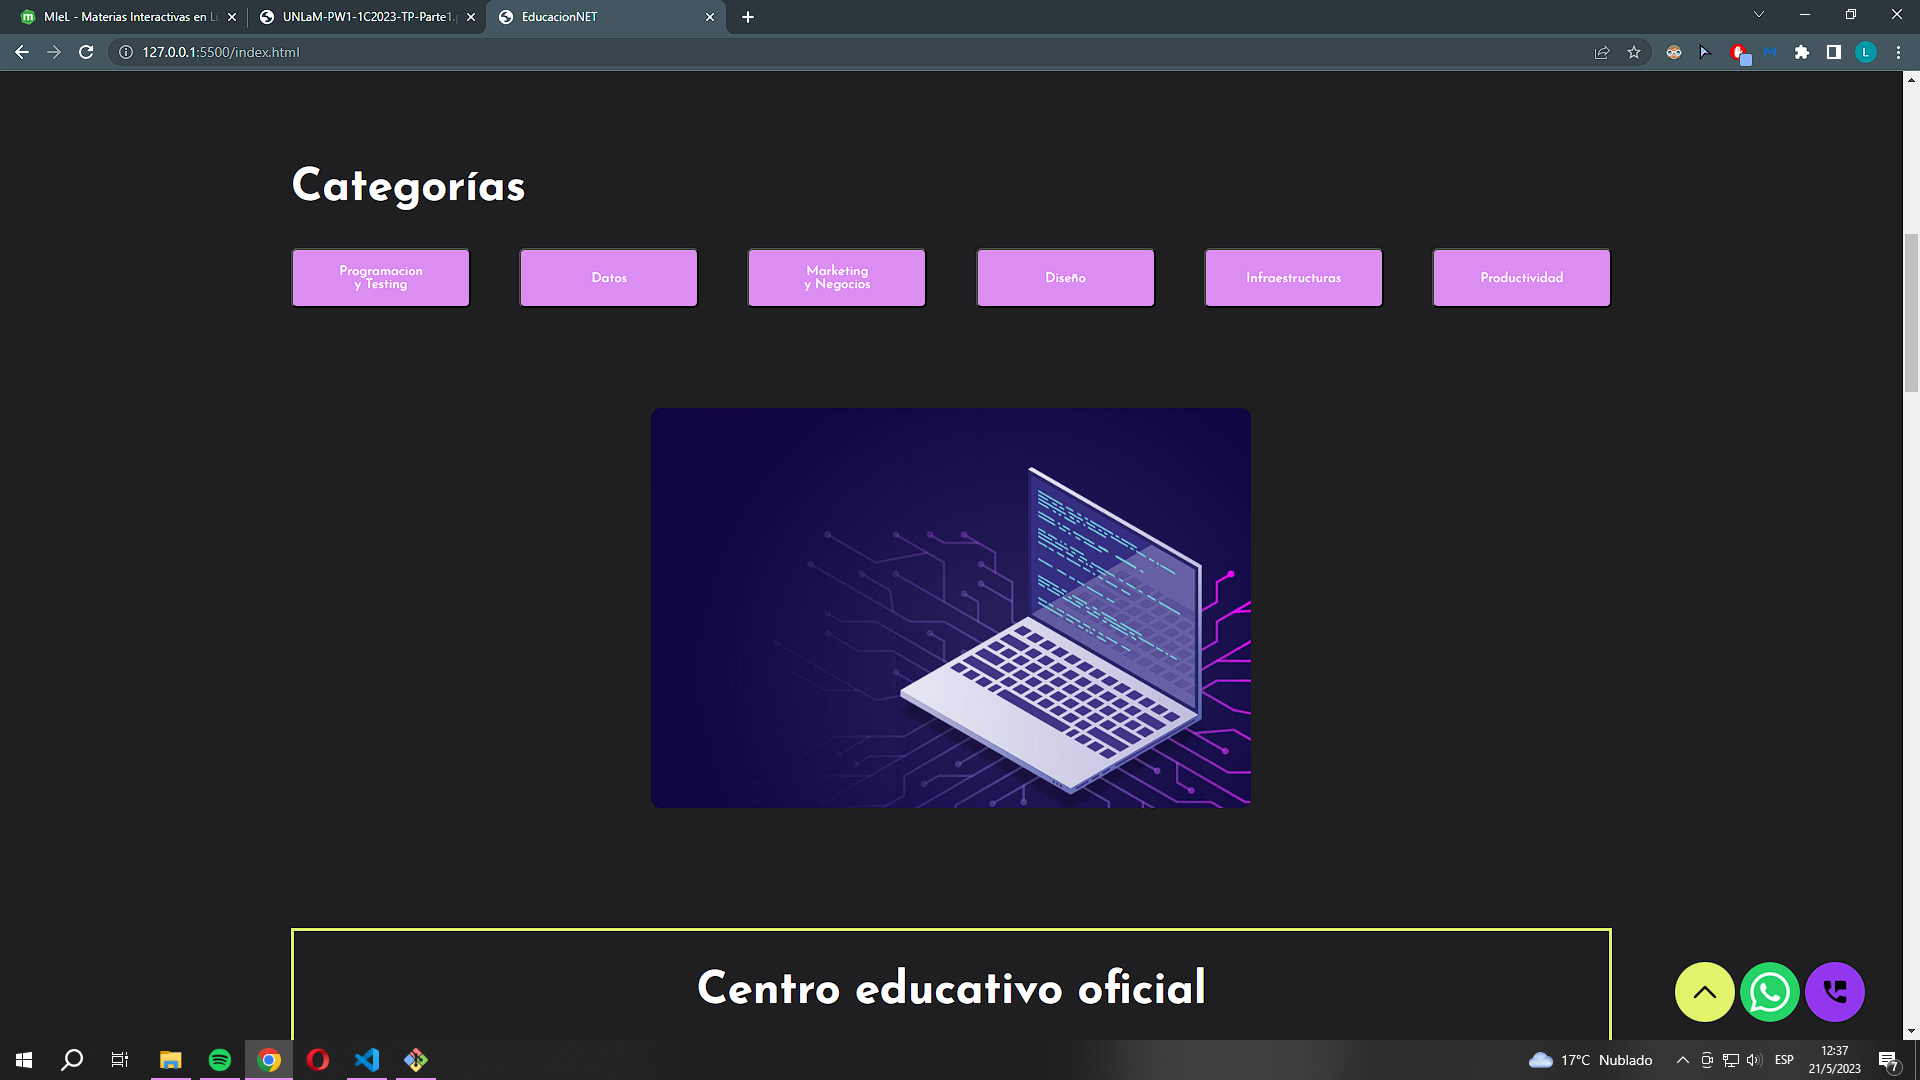 MIeL - Materias Interactivas en Lí
UNLaM-PW1-1C2023-TP-Parte1.
EducacionNET
127.0.0.1:5500/index.html
L
Categorías
Programacion
y Testing
Datos
Marketing
y Negocios
Diseño
Infraestructuras
Productividad
Centro educativo oficial
17°C Nublado
ESP
12:37
21/5/2023
7